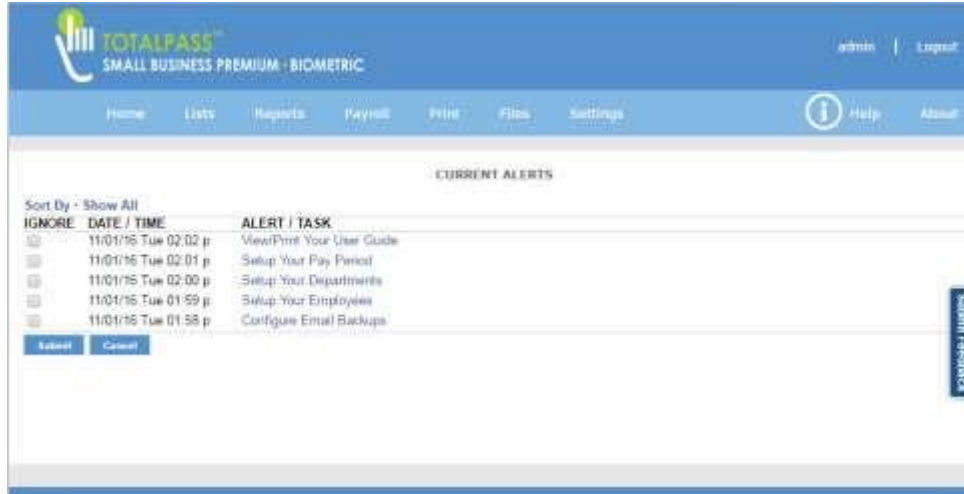 TOTALPASS™
SMALL BUSINESS PREMIUM - BIOMETRIC
admin | Logout
Home Lists Reports Payroll Print Files Settings
i Help About
CURRENT ALERTS
Sort By - Show All
IGNORE DATE / TIME ALERT / TASK
11/01/16 Tue 02:02 p View/Print Your User Guide
11/01/16 Tue 02:01 p Setup Your Pay Period
11/01/16 Tue 02:00 p Setup Your Departments
11/01/16 Tue 01:59 p Setup Your Employees
11/01/16 Tue 01:58 p Configure Email Backups
Submit Cancel
Submit Feedback